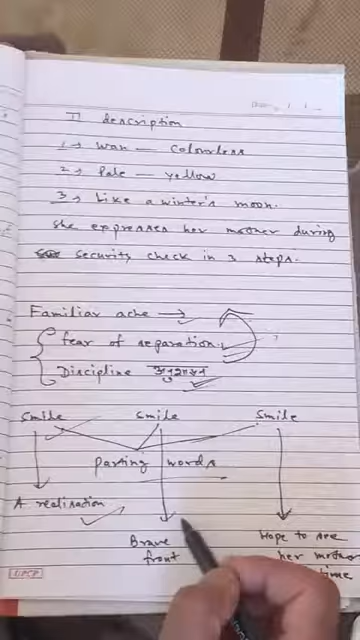 II description
1 → wan — colourless
2 → Pale — yellow
3 → Like a winter's moon.
She expresses her mother during
security check in 3 steps.
Familiar ache →
fear of separation
Discipline अनुशासन
Smile Smile Smile
Parting words
A realisation
Brave
front
Hope to see
her mother
time